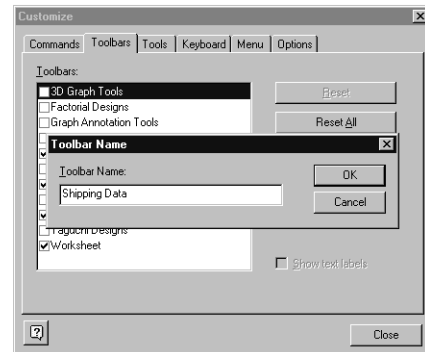 Customize
Commands Toolbars Tools Keyboard Menu Options
Toolbars:
3D Graph Tools
Reset
Factorial Designs
Graph Annotation Tools
Reset All
Toolbar Name
Toolbar Name:
OK
Shipping Data
Cancel
Taguchi Designs
Worksheet
Show text labels
Close